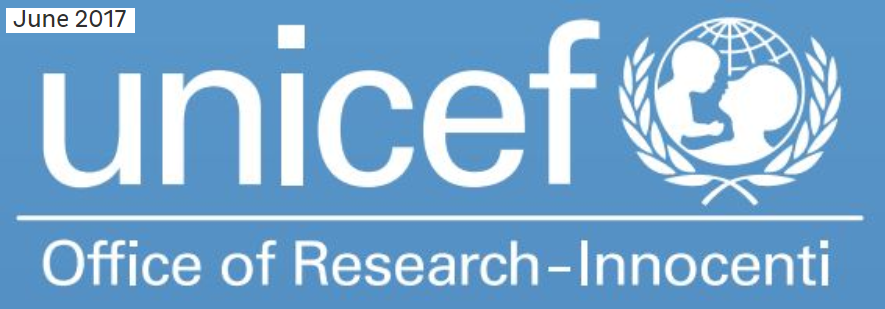 June 2017
unicef
Office of Research-Innocenti